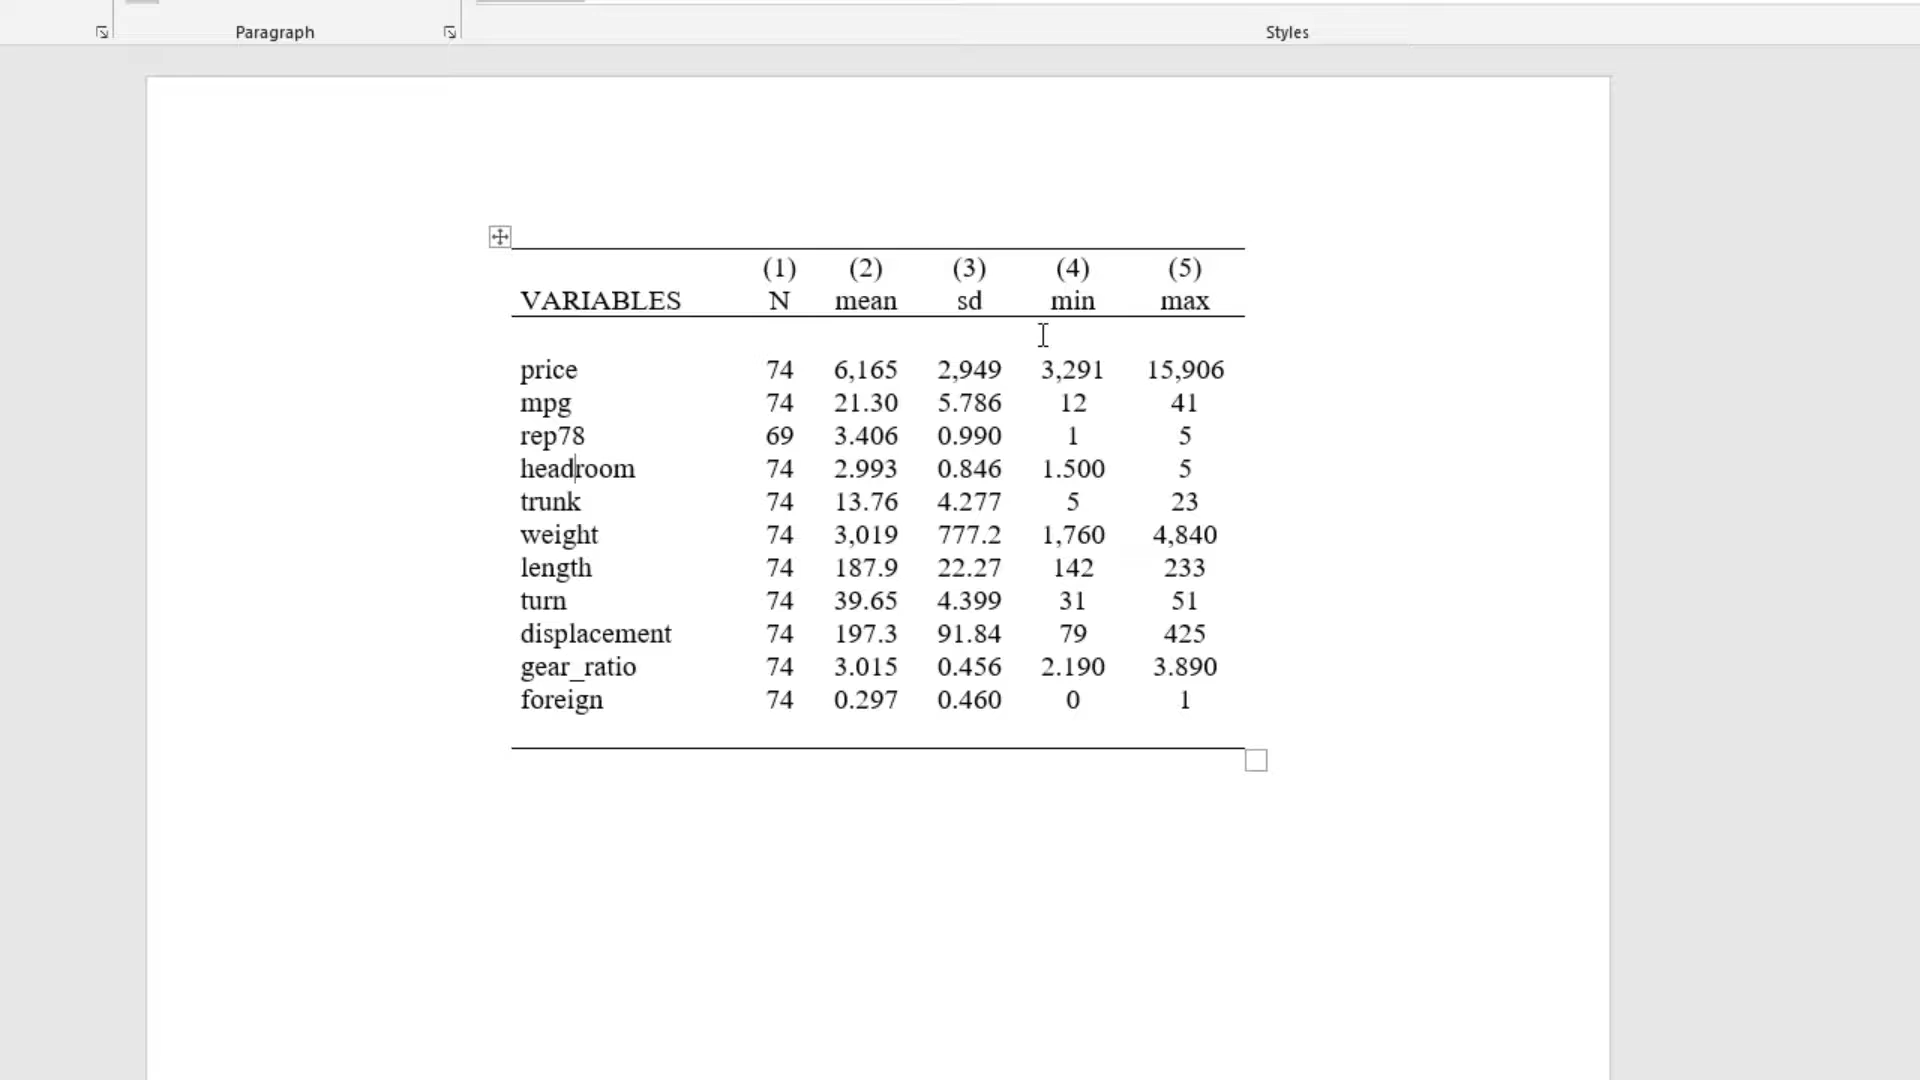 Paragraph Styles
(1) (2) (3) (4) (5)
VARIABLES N mean sd min max
price 74 6,165 2,949 3,291 15,906
mpg 74 21.30 5.786 12 41
rep78 69 3.406 0.990 1 5
headroom 74 2.993 0.846 1.500 5
trunk 74 13.76 4.277 5 23
weight 74 3,019 777.2 1,760 4,840
length 74 187.9 22.27 142 233
turn 74 39.65 4.399 31 51
displacement 74 197.3 91.84 79 425
gear_ratio 74 3.015 0.456 2.190 3.890
foreign 74 0.297 0.460 0 1